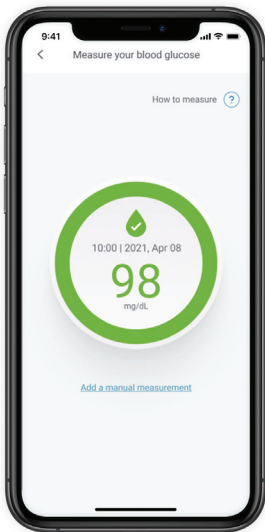 9:41
Measure your blood glucose
How to measure ?
10:00 | 2021, Apr 08
98
mg/dL
Add a manual measurement